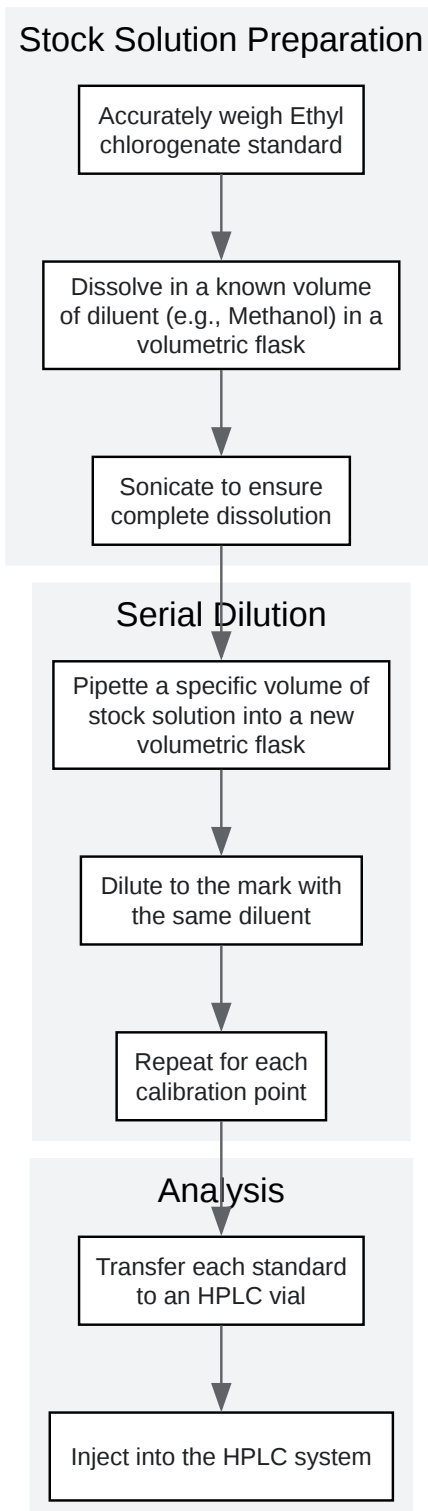 Stock Solution Preparation
Accurately weigh Ethyl
chlorogenate standard
Dissolve in a known volume
of diluent (e.g., Methanol) in a
volumetric flask
Sonicate to ensure
complete dissolution
Serial Dilution
Pipette a specific volume of
stock solution into a new
volumetric flask
Dilute to the mark with
the same diluent
Repeat for each
calibration point
Analysis
Transfer each standard
to an HPLC vial
Inject into the HPLC system